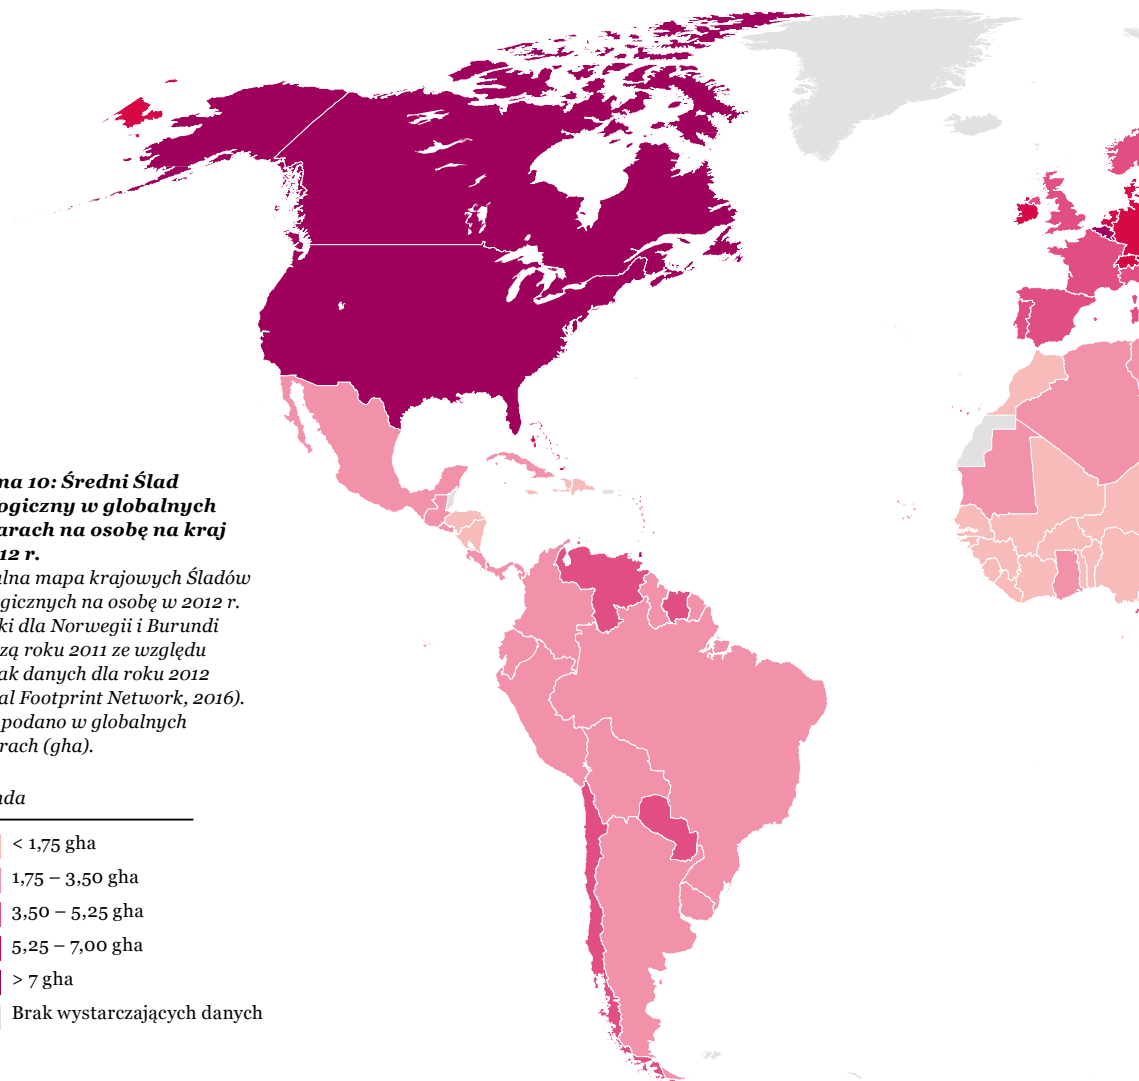 na 10: Średni Ślad
ogiczny w globalnych
arach na osobę na kraj
12 r.
alna mapa krajowych Śladów
ogicznych na osobę w 2012 r.
ki dla Norwegii i Burundi
zą roku 2011 ze względu
ak danych dla roku 2012
al Footprint Network, 2016).
podano w globalnych
rach (gha).
nda
< 1,75 gha
1,75 – 3,50 gha
3,50 – 5,25 gha
5,25 – 7,00 gha
> 7 gha
Brak wystarczających danych